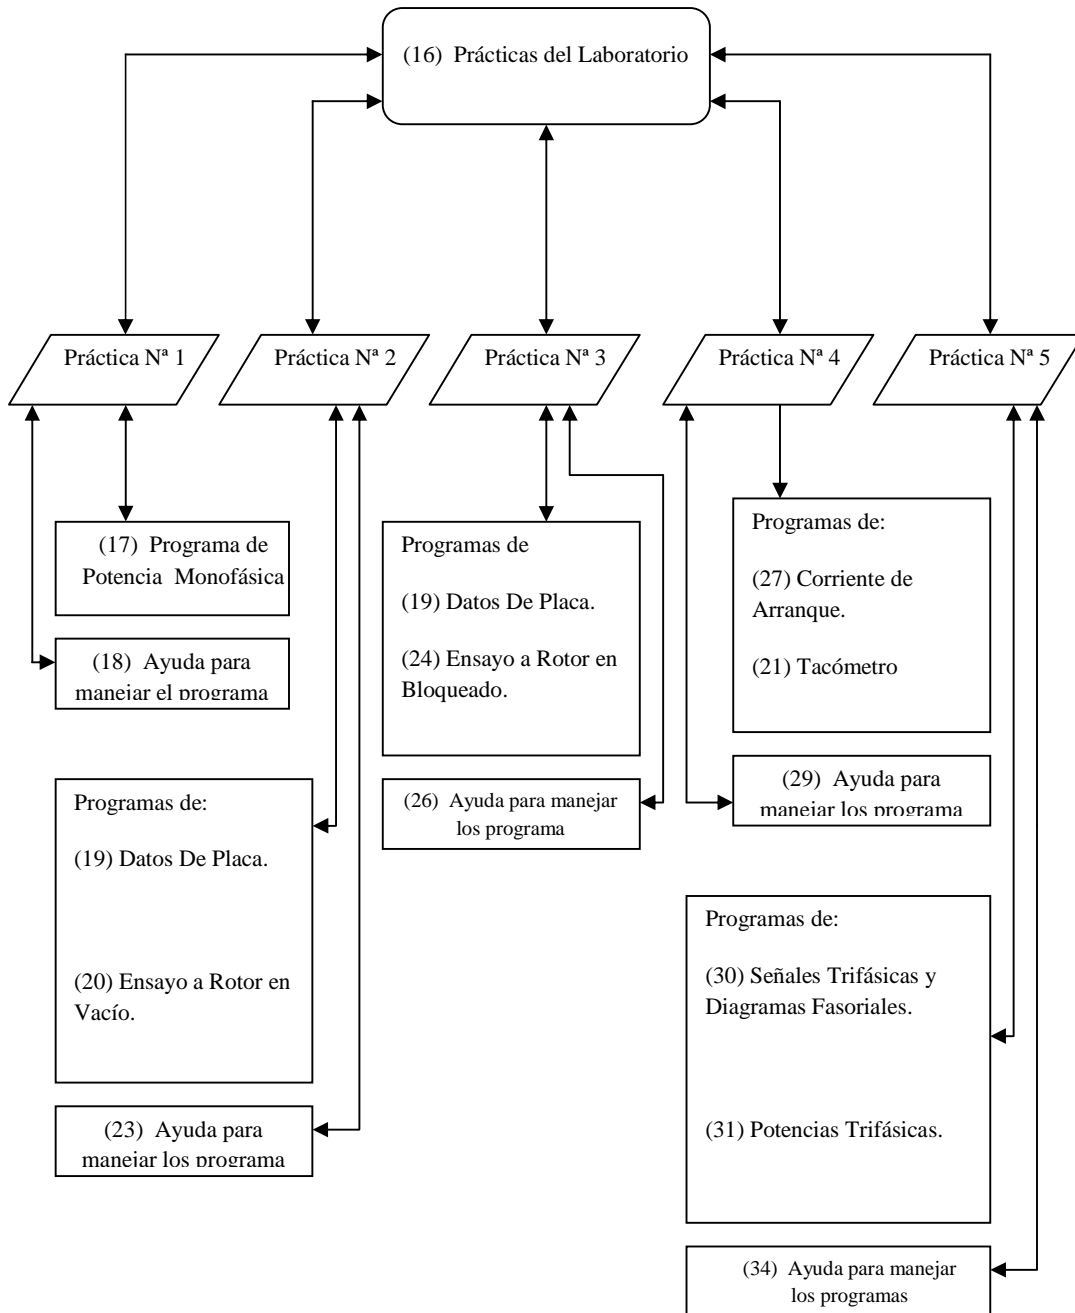 (16) Prácticas del Laboratorio
Práctica Nª 1
Práctica Nª 2
Práctica Nª 3
Práctica Nª 4
Práctica Nª 5
(17) Programa de
Potencia Monofásica
(18) Ayuda para
manejar el programa
Programas de:
(19) Datos De Placa.
(20) Ensayo a Rotor en
Vacío.
(23) Ayuda para
manejar los programa
Programas de
(19) Datos De Placa.
(24) Ensayo a Rotor en
Bloqueado.
(26) Ayuda para manejar
los programa
Programas de:
(27) Corriente de
Arranque.
(21) Tacómetro
(29) Ayuda para
manejar los programa
Programas de:
(30) Señales Trifásicas y
Diagramas Fasoriales.
(31) Potencias Trifásicas.
(34) Ayuda para manejar
los programas